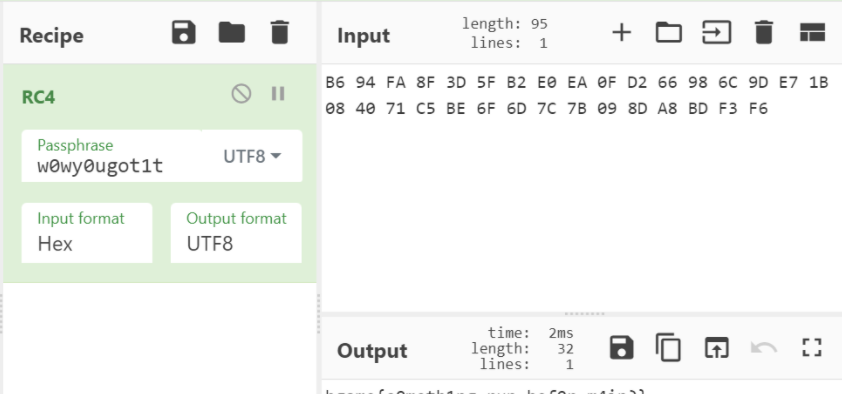 Recipe
Input
length: 95
lines: 1
RC4
Passphrase
w0wy0ugot1t
UTF8
Input format
Hex
Output format
UTF8
B6 94 FA 8F 3D 5F B2 E0 EA 0F D2 66 98 6C 9D E7 1B
08 40 71 C5 BE 6F 6D 7C 7B 09 8D A8 BD F3 F6
Output
time: 2ms
length: 32
lines: 1